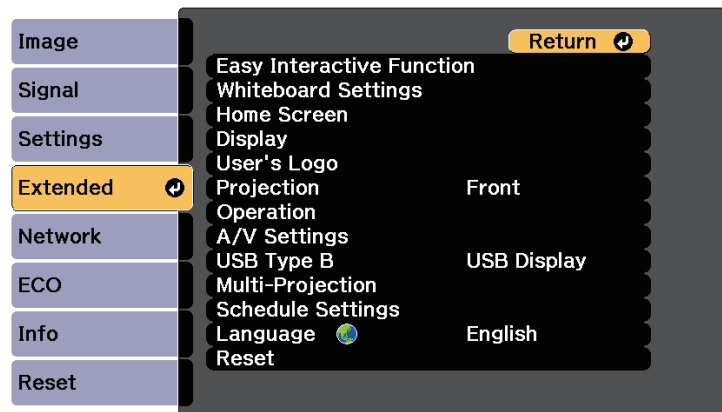 Image
Signal
Settings
Extended
Network
ECO
Info
Reset
Return
Easy Interactive Function
Whiteboard Settings
Home Screen
Display
User's Logo
Projection Front
Operation
A/V Settings
USB Type B USB Display
Multi-Projection
Schedule Settings
Language English
Reset